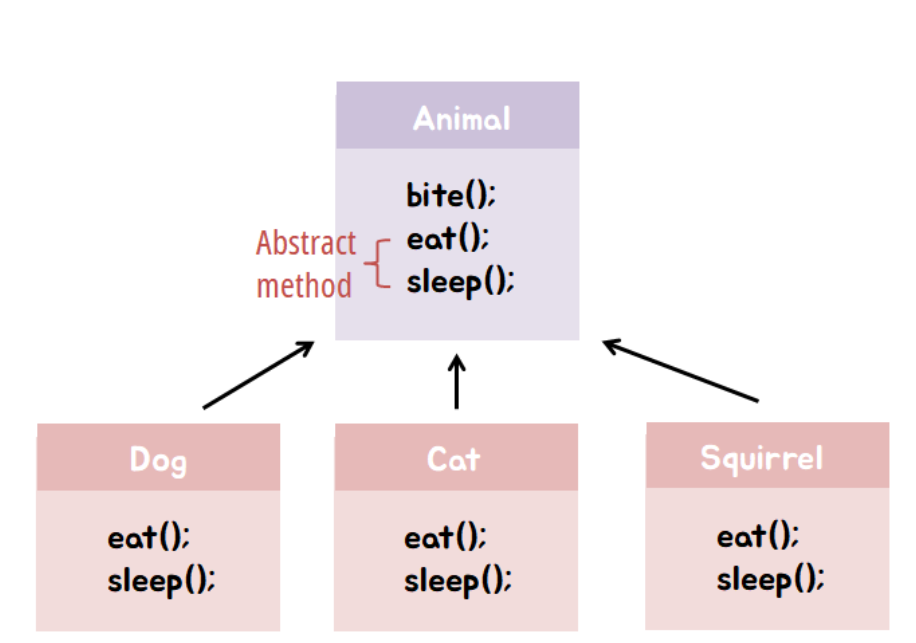 Animal
bite();
eat();
sleep();
Abstract
method
Dog
eat();
sleep();
Cat
eat();
sleep();
Squirrel
eat();
sleep();